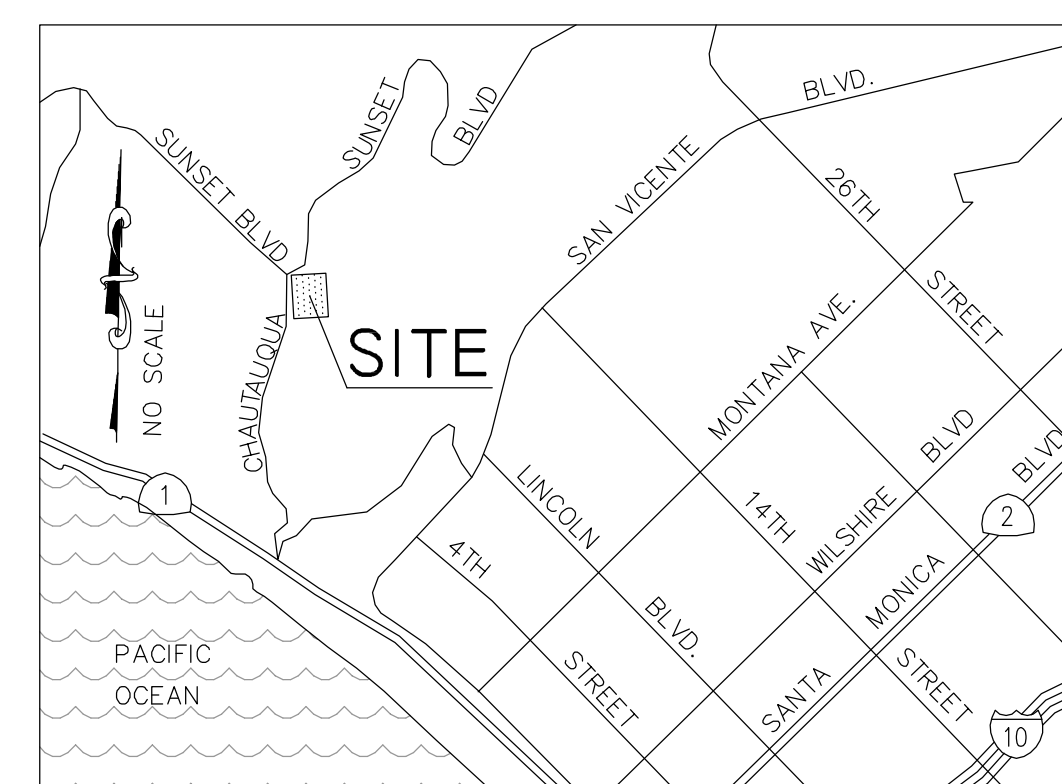 BLVD.
SUNSET
BLVD
SUNSET BLVD
SAN VICENTE
26TH
STREET
NO SCALE
CHAUTAUQUA
SITE
MONTANA AVE.
BLVD
BLVD
1
LINCOLN
14TH
WILSHIRE
2
4TH
MONICA
BLVD.
PACIFIC
OCEAN
STREET
SANTA
STREET
10